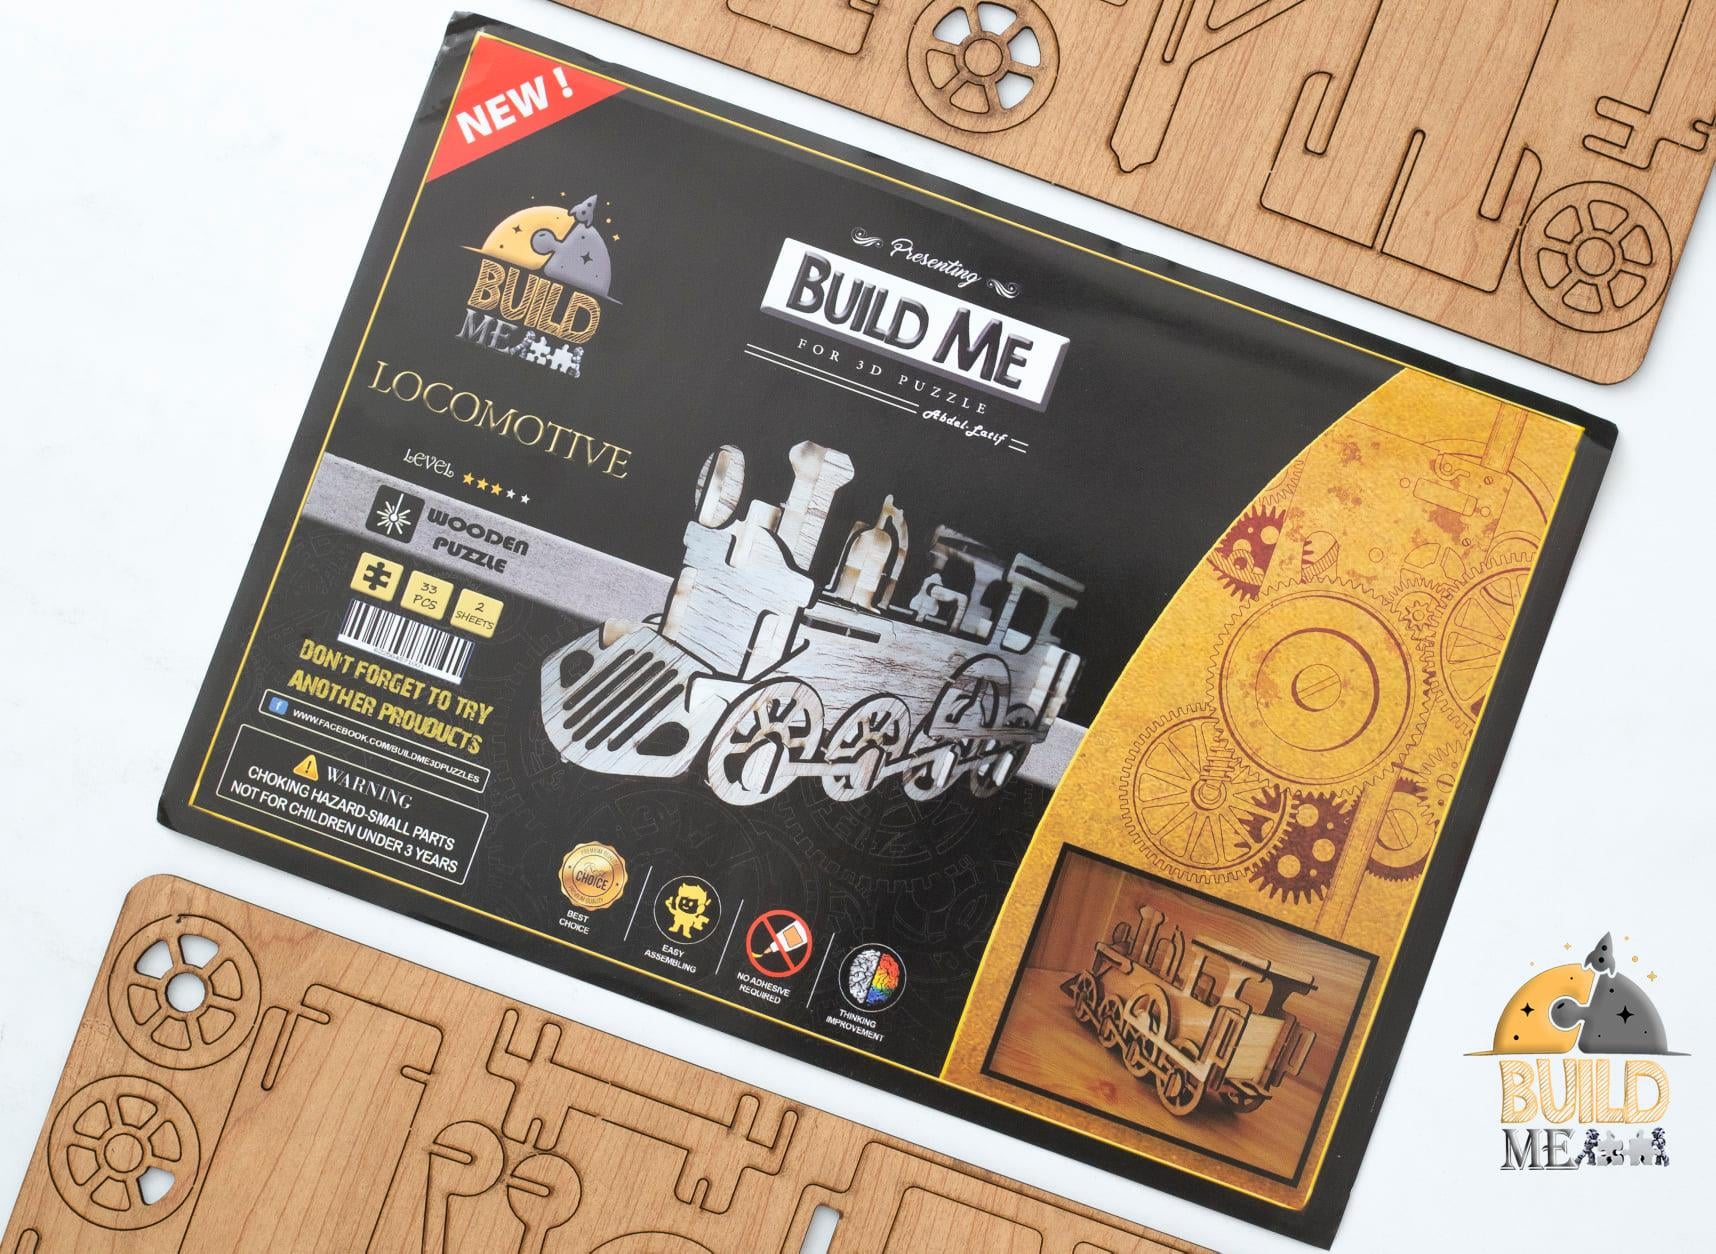 NEW !
BUILD
ME
LOCOMOTIVE
LEVEL
WOODEN
PUZZLE
33
PCS
2
SHEETS
DON'T FORGET TO TRY
ANOTHER PROUDUCTS
f WWW.FACEBOOK.COM/BUILDME3DPUZZLES
WARNING
CHOKING HAZARD-SMALL PARTS
NOT FOR CHILDREN UNDER 3 YEARS
Presenting
BUILD ME
FOR 3D PUZZLE
Abdel-Latif
CHOICE
BEST
CHOICE
EASY
ASSEMBLING
NO ADHESIVE
REQUIRED
THINKING
IMPROVEMENT
BUILD
ME